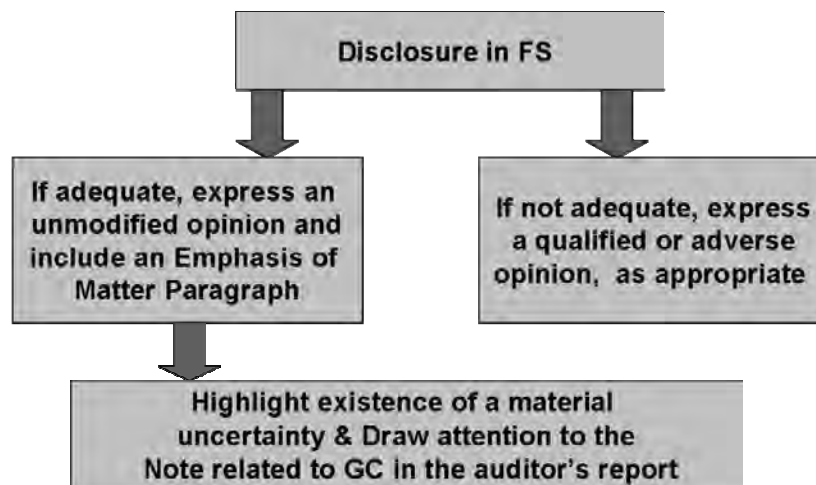 Disclosure in FS
If adequate, express an
unmodified opinion and
include an Emphasis of
Matter Paragraph
If not adequate, express
a qualified or adverse
opinion, as appropriate
Highlight existence of a material
uncertainty & Draw attention to the
Note related to GC in the auditor's report